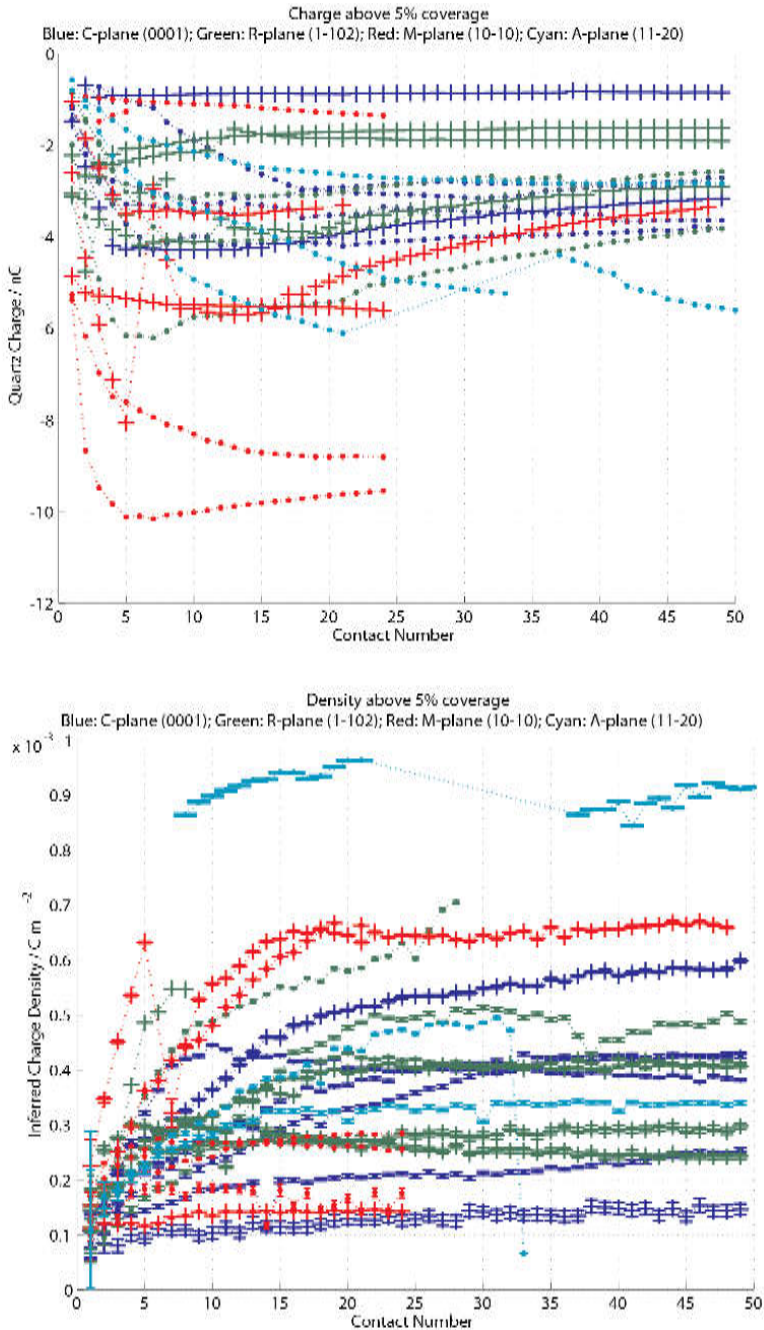 Charge above 5% coverage
Blue: C-plane (0001); Green: R-plane (1-102); Red: M-plane (10-10); Cyan: A-plane (11-20)
0
-2
-4
6
-8
-10
-12
Quartz Charge / nC
0 5 10 15 20 25 30 35 40 45 50
Contact Number
Density above 5% coverage
Blue: C-plane (0001); Green: R-plane (1-102); Red: M-plane (10-10); Cyan: A-plane (11-20)
x 10⁻³
1
0.9
0.8
0.7
0.6
0.5
0.4
0.3
0.2
0.1
0
Inferred Charge Density / C m⁻²
0 5 10 15 20 25 30 35 40 45 50
Contact Number